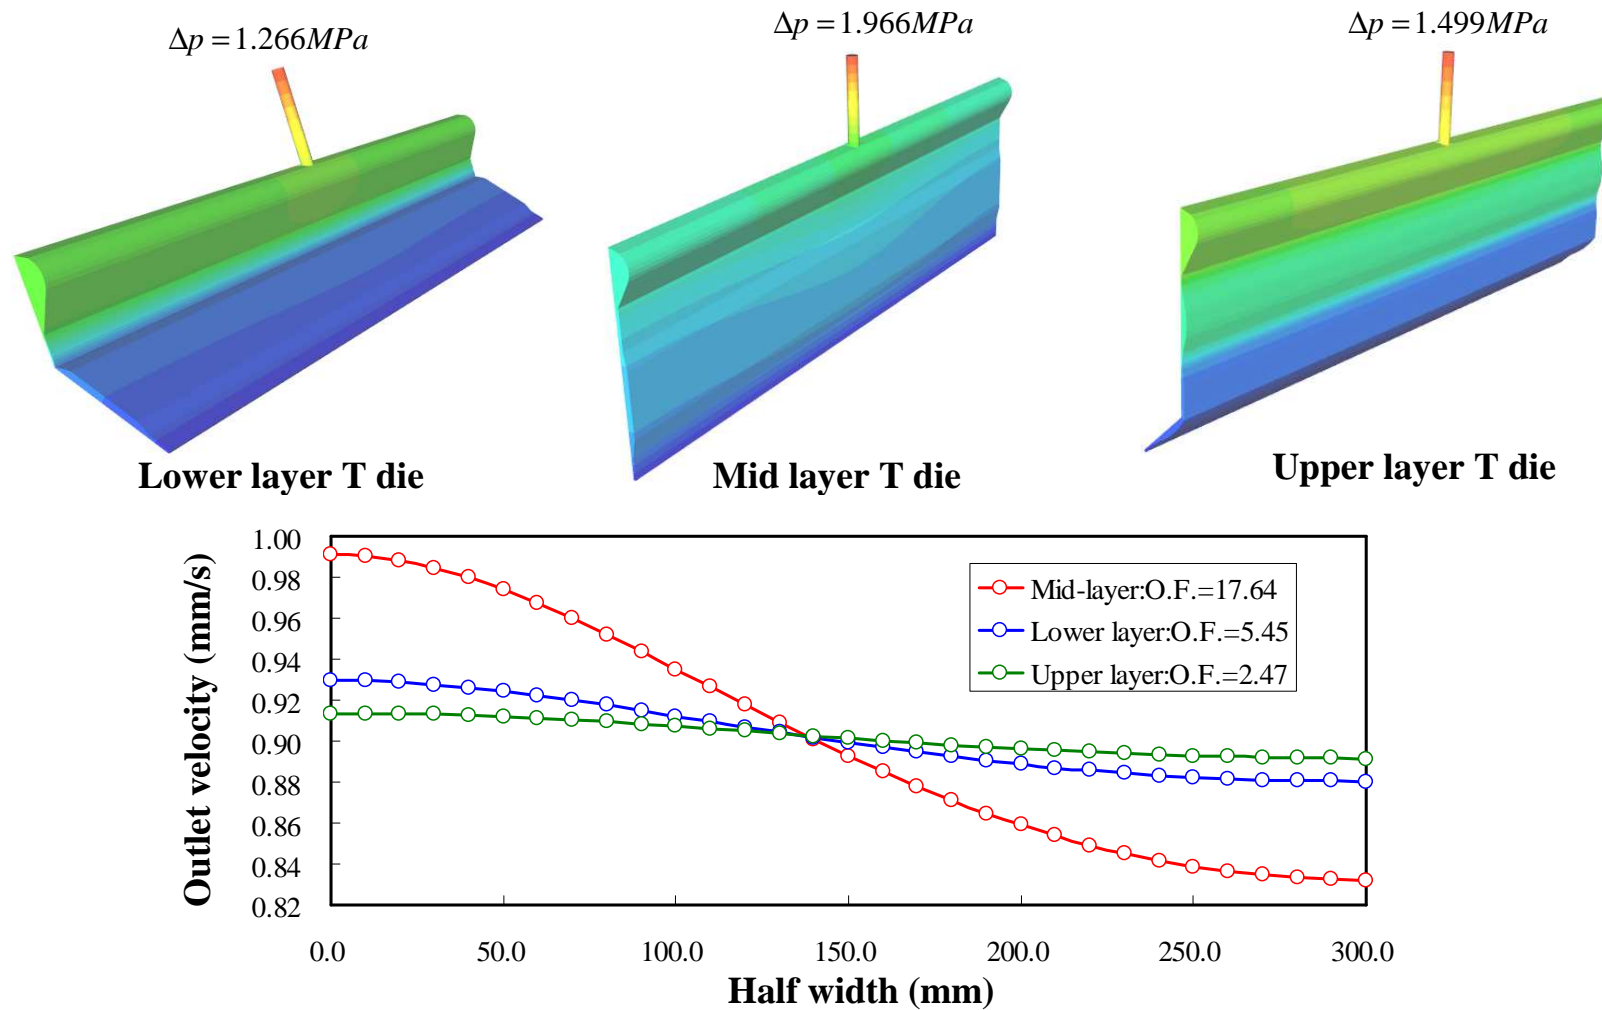 Δp = 1.266MPa
Δp = 1.966MPa
Δp = 1.499MPa
Lower layer T die
Mid layer T die
Upper layer T die
Outlet velocity (mm/s)
1.00
0.98
0.96
0.94
0.92
0.90
0.88
0.86
0.84
0.82
Mid-layer:O.F.=17.64
Lower layer:O.F.=5.45
Upper layer:O.F.=2.47
0.0 50.0 100.0 150.0 200.0 250.0 300.0
Half width (mm)